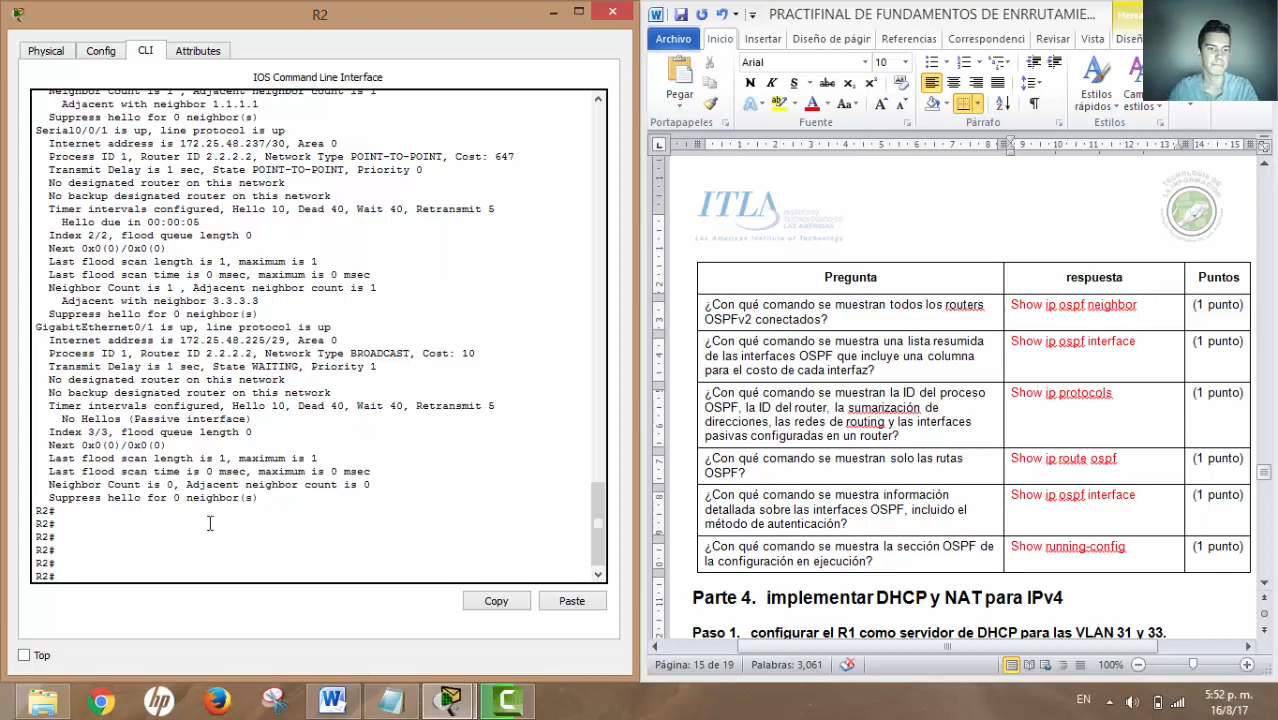 R2
Physical
Config
CLI
Attributes
IOS Command Line Interface
Neighbor Count is 1 , Adjacent neighbor count is 1
Adjacent with neighbor 1.1.1.1
Suppress hello for 0 neighbor(s)
Serial0/0/1 is up, line protocol is up
Internet address is 172.25.48.237/30, Area 0
Process ID 1, Router ID 2.2.2.2, Network Type POINT-TO-POINT, Cost: 647
Transmit Delay is 1 sec, State POINT-TO-POINT, Priority 0
No designated router on this network
No backup designated router on this network
Timer intervals configured, Hello 10, Dead 40, Wait 40, Retransmit 5
Hello due in 00:00:05
Index 2/2, flood queue length 0
Next 0x0(0)/0x0(0)
Last flood scan length is 1, maximum is 1
Last flood scan time is 0 msec, maximum is 0 msec
Neighbor Count is 1 , Adjacent neighbor count is 1
Adjacent with neighbor 3.3.3.3
Suppress hello for 0 neighbor(s)
GigabitEthernet0/1 is up, line protocol is up
Internet address is 172.25.48.225/29, Area 0
Process ID 1, Router ID 2.2.2.2, Network Type BROADCAST, Cost: 10
Transmit Delay is 1 sec, State WAITING, Priority 1
No designated router on this network
No backup designated router on this network
Timer intervals configured, Hello 10, Dead 40, Wait 40, Retransmit 5
No Hellos (Passive interface)
Index 3/3, flood queue length 0
Next 0x0(0)/0x0(0)
Last flood scan length is 1, maximum is 1
Last flood scan time is 0 msec, maximum is 0 msec
Neighbor Count is 0, Adjacent neighbor count is 0
Suppress hello for 0 neighbor(s)
R2#
R2#
R2#
R2#
R2#
R2#
Copy
Paste
Top
PRACTIFINAL DE FUNDAMENTOS DE ENRRUTAMIE...
Archivo
Inicio
Insertar
Diseño de págir
Referencias
Correspondenci
Revisar
Vista
Diseñ
Arial
10
Pegar
N K S abc x₂ x²
Estilos
rápidos
Cam
estilos
Portapapeles
Fuente
Párrafo
Estilos
ITLA
Las Américas Institute of Technology
Pregunta
respuesta
Puntos
¿Con qué comando se muestran todos los routers
OSPFv2 conectados?
Show ip ospf neighbor
(1 punto)
¿Con qué comando se muestra una lista resumida
de las interfaces OSPF que incluye una columna
para el costo de cada interfaz?
Show ip ospf interface
(1 punto)
¿Con qué comando se muestran la ID del proceso
OSPF, la ID del router, la sumarización de
direcciones, las redes de routing y las interfaces
pasivas configuradas en un router?
Show ip protocols
(1 punto)
¿Con qué comando se muestran solo las rutas
OSPF?
Show ip route ospf
(1 punto)
¿Con qué comando se muestra información
detallada sobre las interfaces OSPF, incluido el
método de autenticación?
Show ip ospf interface
(1 punto)
¿Con qué comando se muestra la sección OSPF de
la configuración en ejecución?
Show running-config
(1 punto)
Parte 4. implementar DHCP y NAT para IPv4
Paso 1. configurar el R1 como servidor de DHCP para las VLAN 31 y 33.
Página: 15 de 19
Palabras: 3,061
100%
EN
5:52 p. m.
16/8/17